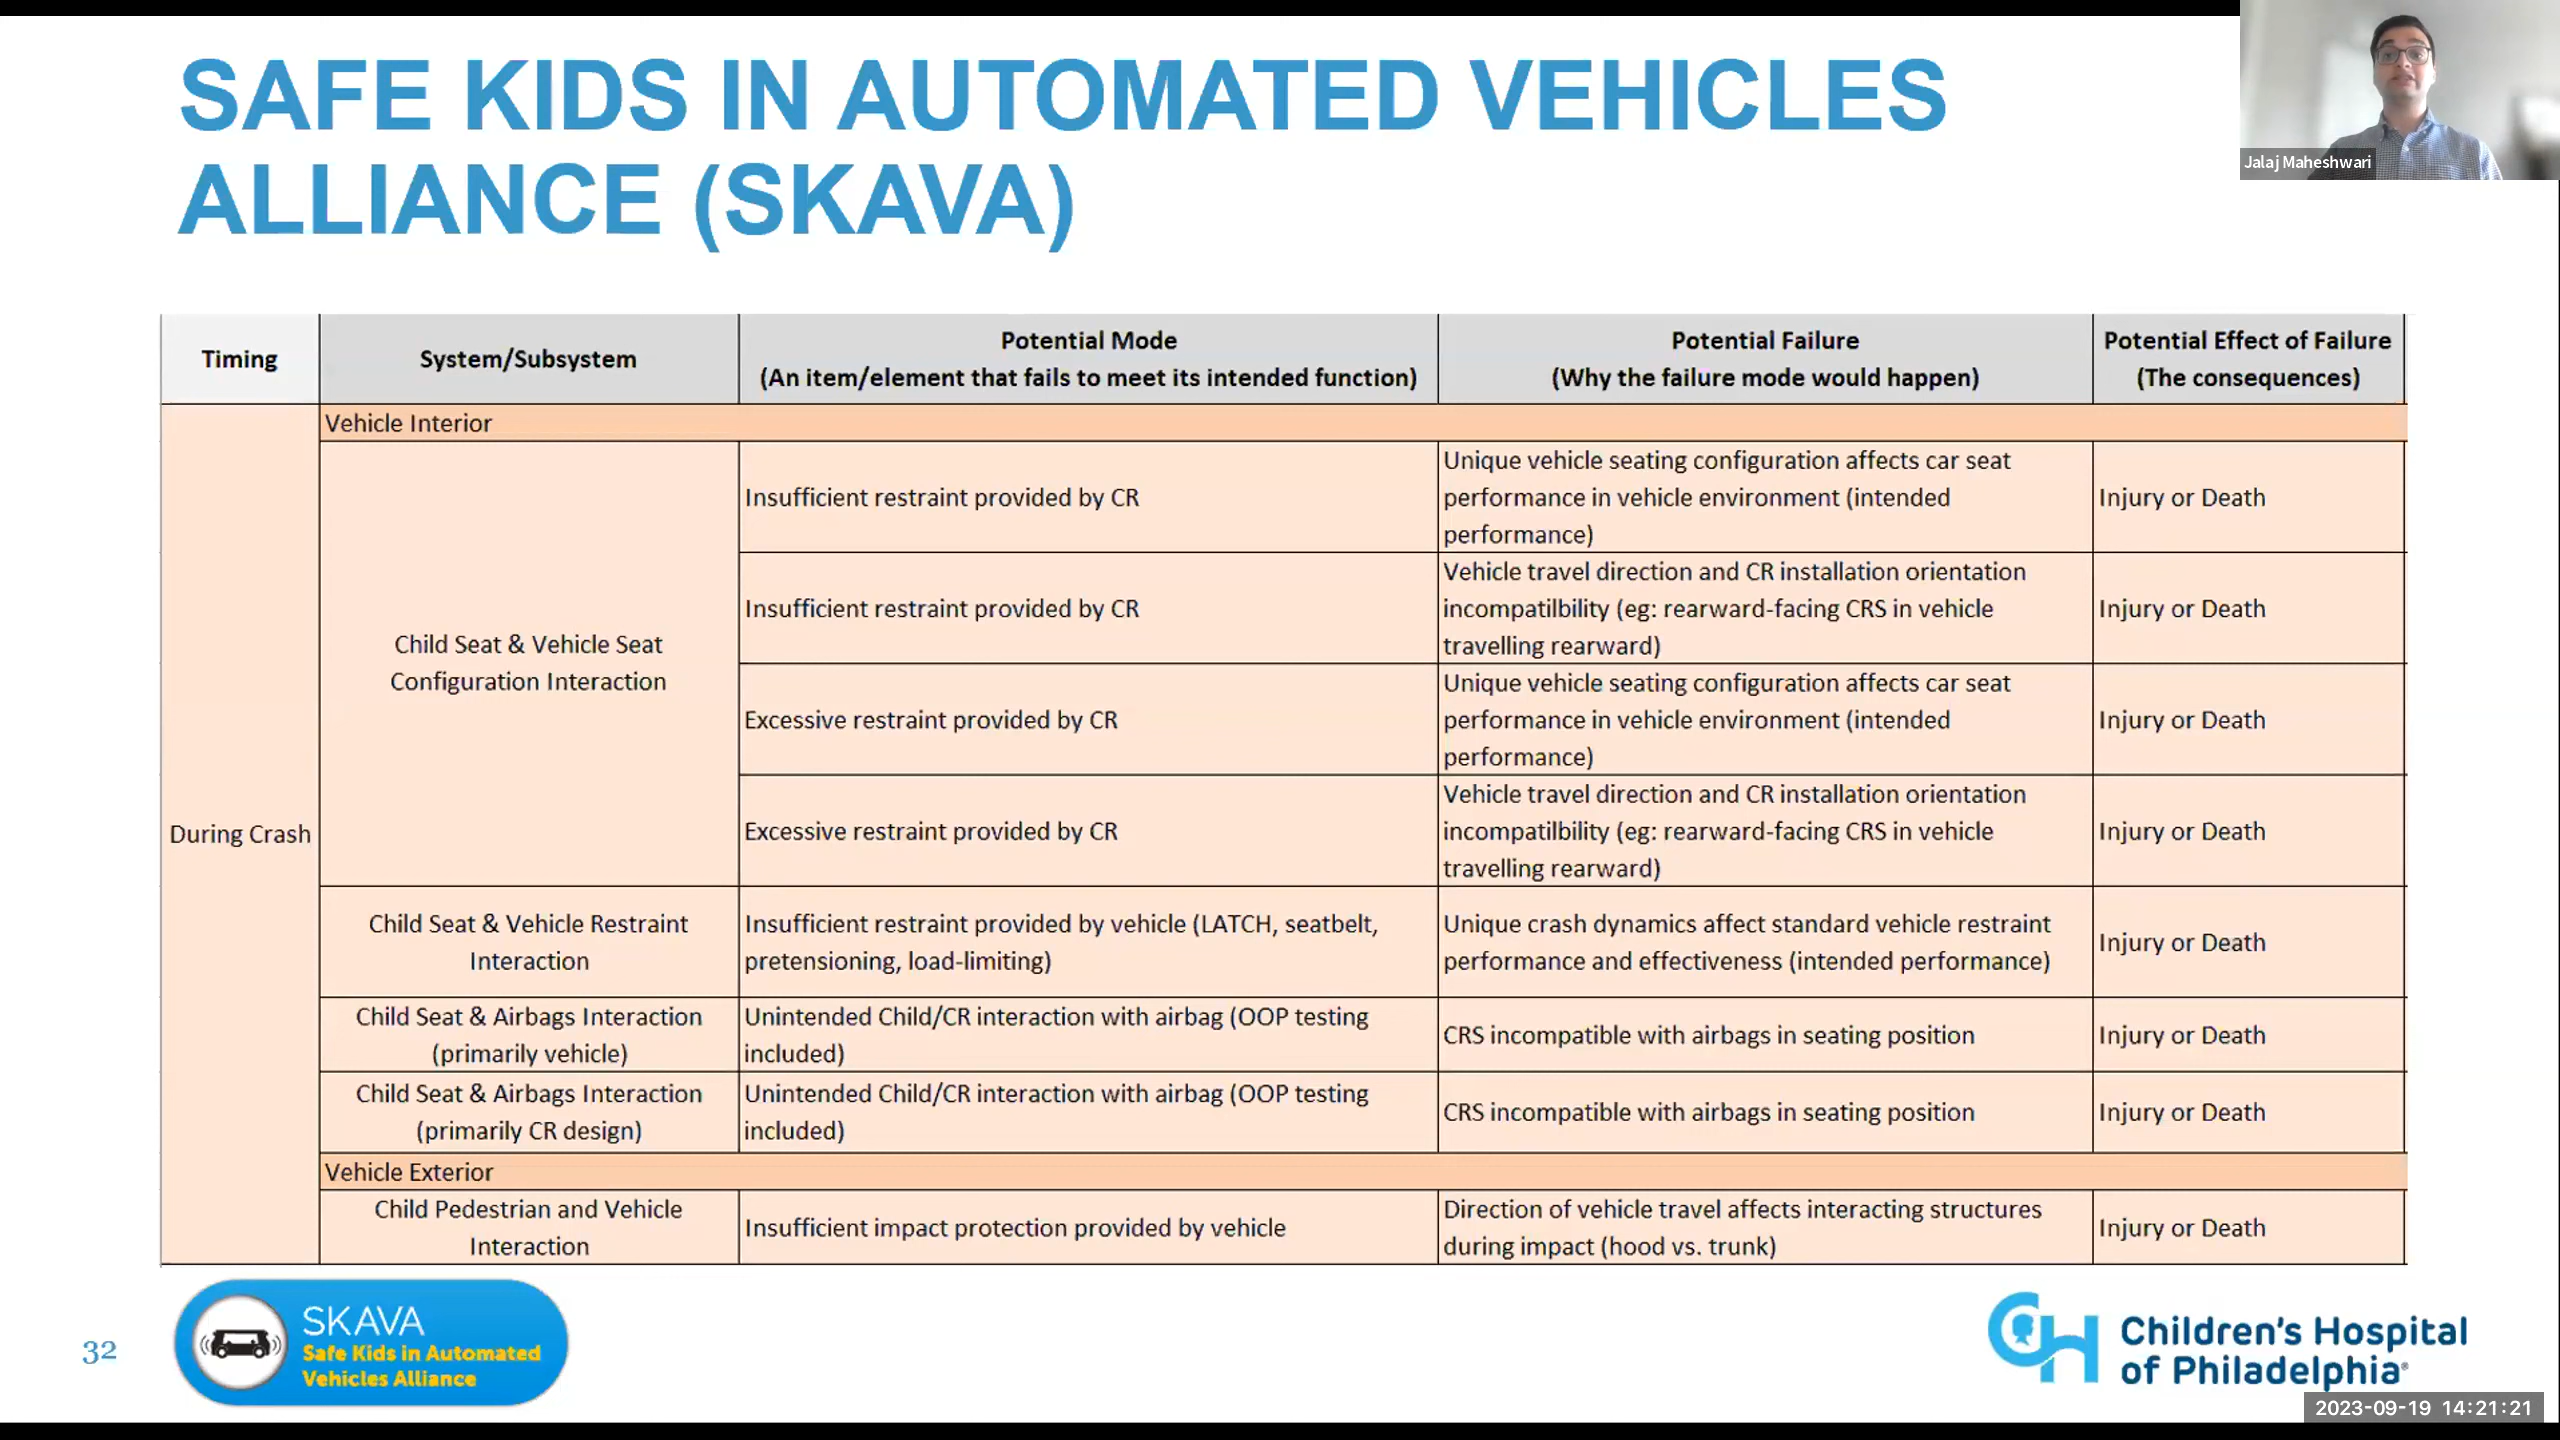 SAFE KIDS IN AUTOMATED VEHICLES
ALLIANCE (SKAVA)
Jalaj Maheshwari
Timing
System/Subsystem
Potential Mode
(An item/element that fails to meet its intended function)
Potential Failure
(Why the failure mode would happen)
Potential Effect of Failure
(The consequences)
During Crash
Vehicle Interior
Child Seat & Vehicle Seat
Configuration Interaction
Insufficient restraint provided by CR
Unique vehicle seating configuration affects car seat
performance in vehicle environment (intended
performance)
Injury or Death
Insufficient restraint provided by CR
Vehicle travel direction and CR installation orientation
incompatilbility (eg: rearward-facing CRS in vehicle
travelling rearward)
Injury or Death
Excessive restraint provided by CR
Unique vehicle seating configuration affects car seat
performance in vehicle environment (intended
performance)
Injury or Death
Excessive restraint provided by CR
Vehicle travel direction and CR installation orientation
incompatilbility (eg: rearward-facing CRS in vehicle
travelling rearward)
Injury or Death
Child Seat & Vehicle Restraint
Interaction
Insufficient restraint provided by vehicle (LATCH, seatbelt,
pretensioning, load-limiting)
Unique crash dynamics affect standard vehicle restraint
performance and effectiveness (intended performance)
Injury or Death
Child Seat & Airbags Interaction
(primarily vehicle)
Unintended Child/CR interaction with airbag (OOP testing
included)
CRS incompatible with airbags in seating position
Injury or Death
Child Seat & Airbags Interaction
(primarily CR design)
Unintended Child/CR interaction with airbag (OOP testing
included)
CRS incompatible with airbags in seating position
Injury or Death
Vehicle Exterior
Child Pedestrian and Vehicle
Interaction
Insufficient impact protection provided by vehicle
Direction of vehicle travel affects interacting structures
during impact (hood vs. trunk)
Injury or Death
32
SKAVA
Safe Kids in Automated
Vehicles Alliance
CH
Children's Hospital
of Philadelphia®
2023-09-19 14:21:21